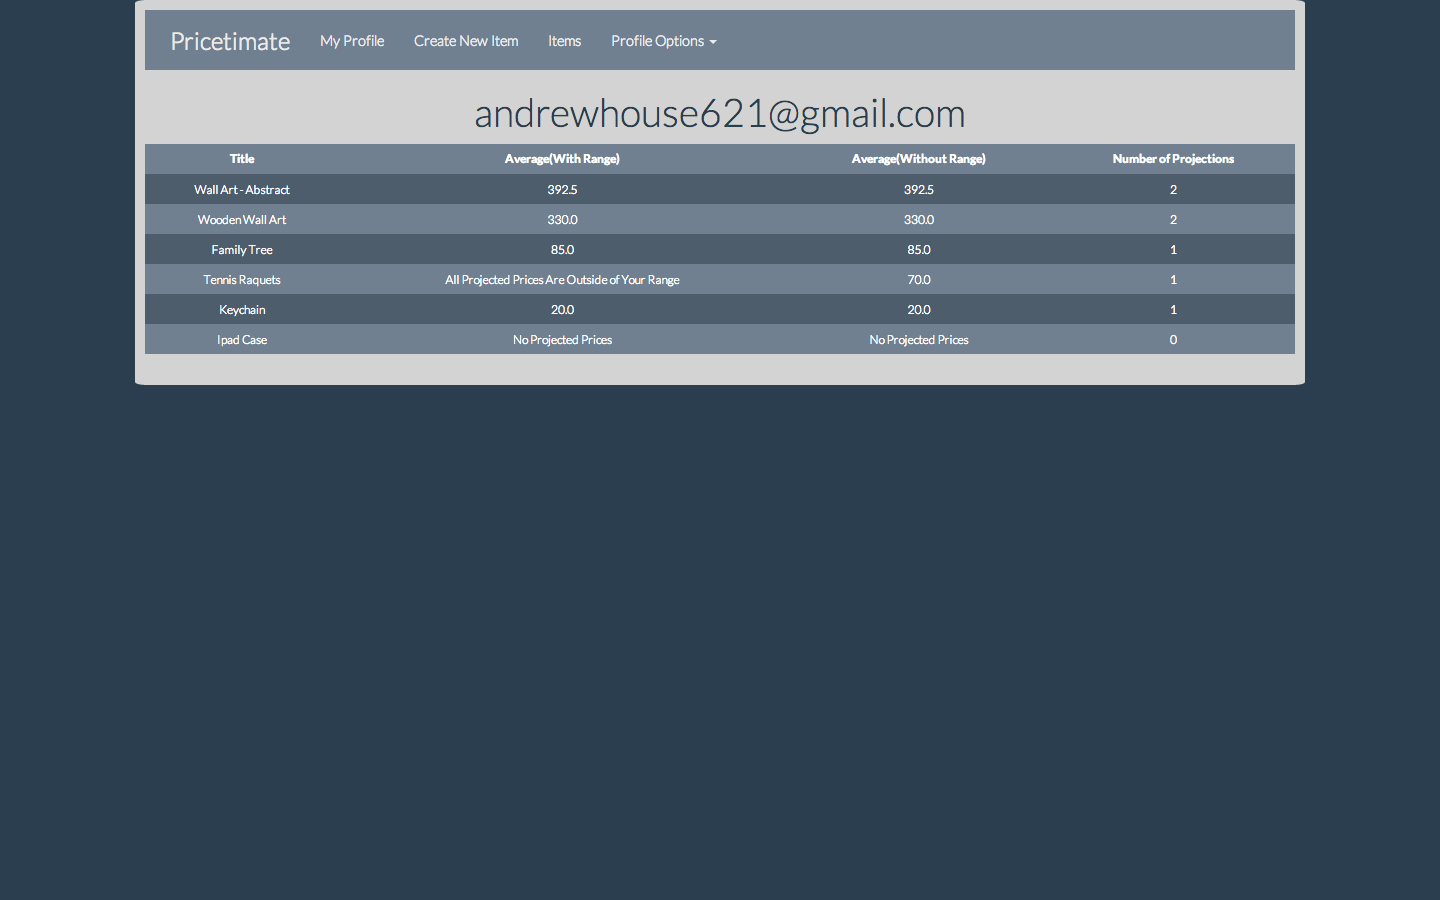 Pricetimate My Profile Create New Item Items Profile Options
andrewhouse621@gmail.com
Title Average(With Range) Average(Without Range) Number of Projections
Wall Art - Abstract 392.5 392.5 2
Wooden Wall Art 330.0 330.0 2
Family Tree 85.0 85.0 1
Tennis Raquets All Projected Prices Are Outside of Your Range 70.0 1
Keychain 20.0 20.0 1
Ipad Case No Projected Prices No Projected Prices 0